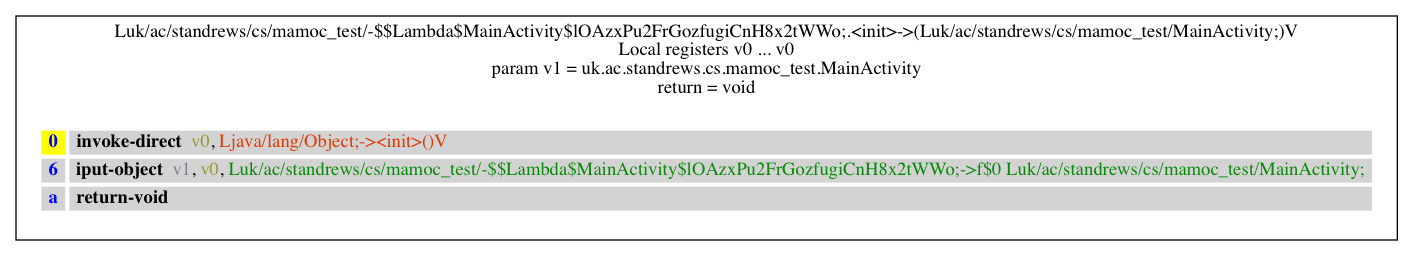 Luk/ac/standrews/cs/mamoc_test/-$$Lambda$MainActivity$lOAzxPu2FrGozfugiCnH8x2tWWo;.<init>->(Luk/ac/standrews/cs/mamoc_test/MainActivity;)V
Local registers v0 ... v0
param v1 = uk.ac.standrews.cs.mamoc_test.MainActivity
return = void
0 invoke-direct v0, Ljava/lang/Object;-><init>()V
6 iput-object v1, v0, Luk/ac/standrews/cs/mamoc_test/-$$Lambda$MainActivity$lOAzxPu2FrGozfugiCnH8x2tWWo;->f$0 Luk/ac/standrews/cs/mamoc_test/MainActivity;
a return-void